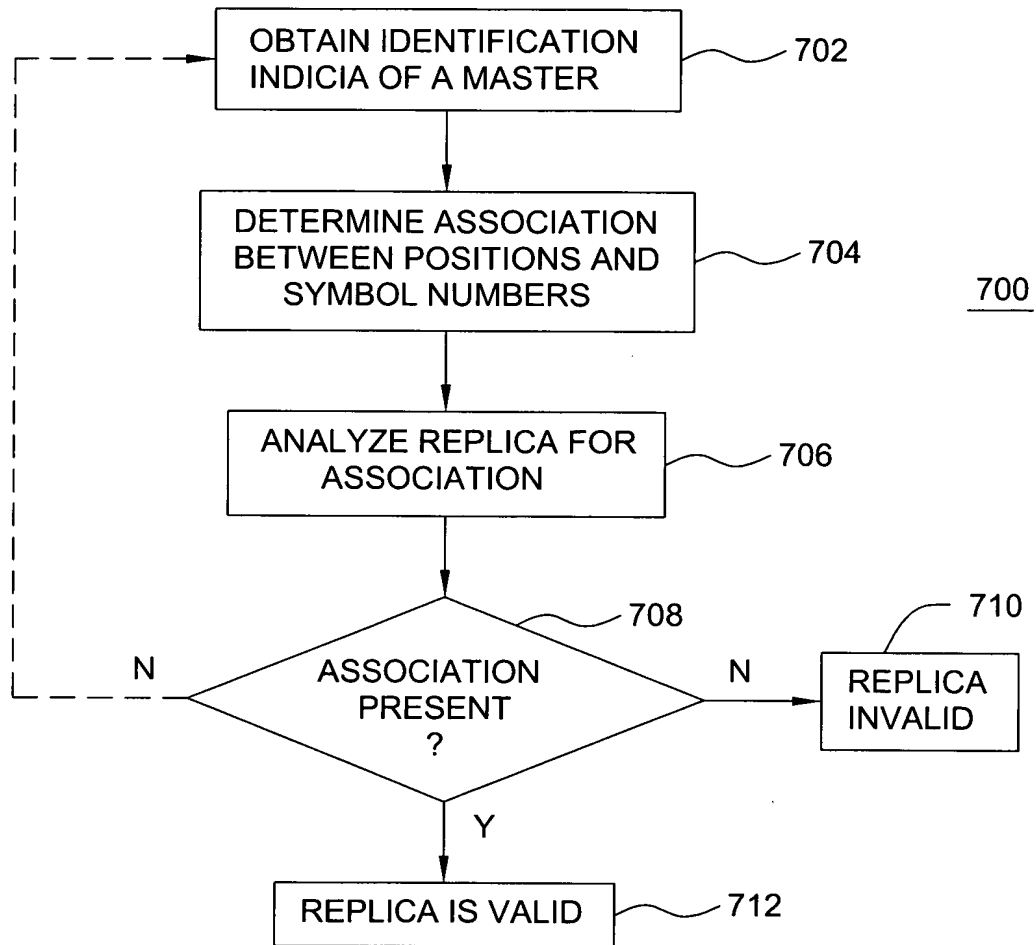 OBTAIN IDENTIFICATION
INDICIA OF A MASTER
702
DETERMINE ASSOCIATION
BETWEEN POSITIONS AND
SYMBOL NUMBERS
704
700
ANALYZE REPLICA FOR
ASSOCIATION
706
708
710
N
ASSOCIATION
PRESENT
?
N
REPLICA
INVALID
Y
REPLICA IS VALID
712